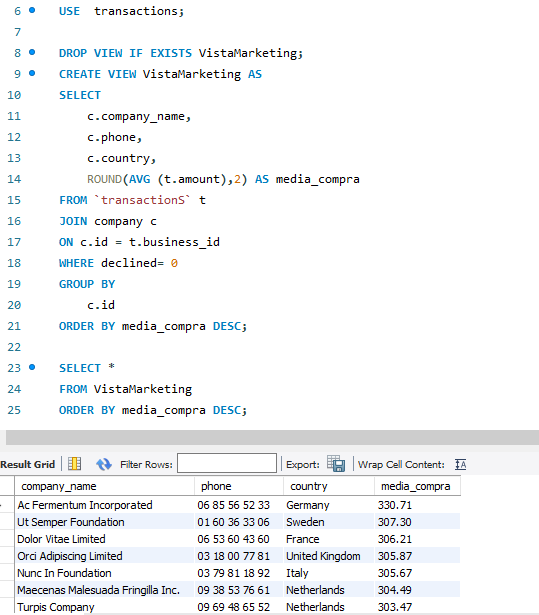 6 USE transactions;
7
8 DROP VIEW IF EXISTS VistaMarketing;
9 CREATE VIEW VistaMarketing AS
10 SELECT
11 c.company_name,
12 c.phone,
13 c.country,
14 ROUND(AVG (t.amount),2) AS media_compra
15 FROM `transactionS` t
16 JOIN company c
17 ON c.id = t.business_id
18 WHERE declined= 0
19 GROUP BY
20 c.id
21 ORDER BY media_compra DESC;
22
23 SELECT *
24 FROM VistaMarketing
25 ORDER BY media_compra DESC;
Result Grid Filter Rows: Export: Wrap Cell Content: IA
company_name phone country media_compra
Ac Fermentum Incorporated 06 85 56 52 33 Germany 330.71
Ut Semper Foundation 01 60 36 33 06 Sweden 307.30
Dolor Vitae Limited 06 53 60 43 60 France 306.21
Orci Adipiscing Limited 03 18 00 77 81 United Kingdom 305.87
Nunc In Foundation 03 79 81 18 92 Italy 305.67
Maecenas Malesuada Fringilla Inc. 09 38 53 76 61 Netherlands 304.49
Turpis Company 09 69 48 65 52 Netherlands 303.47